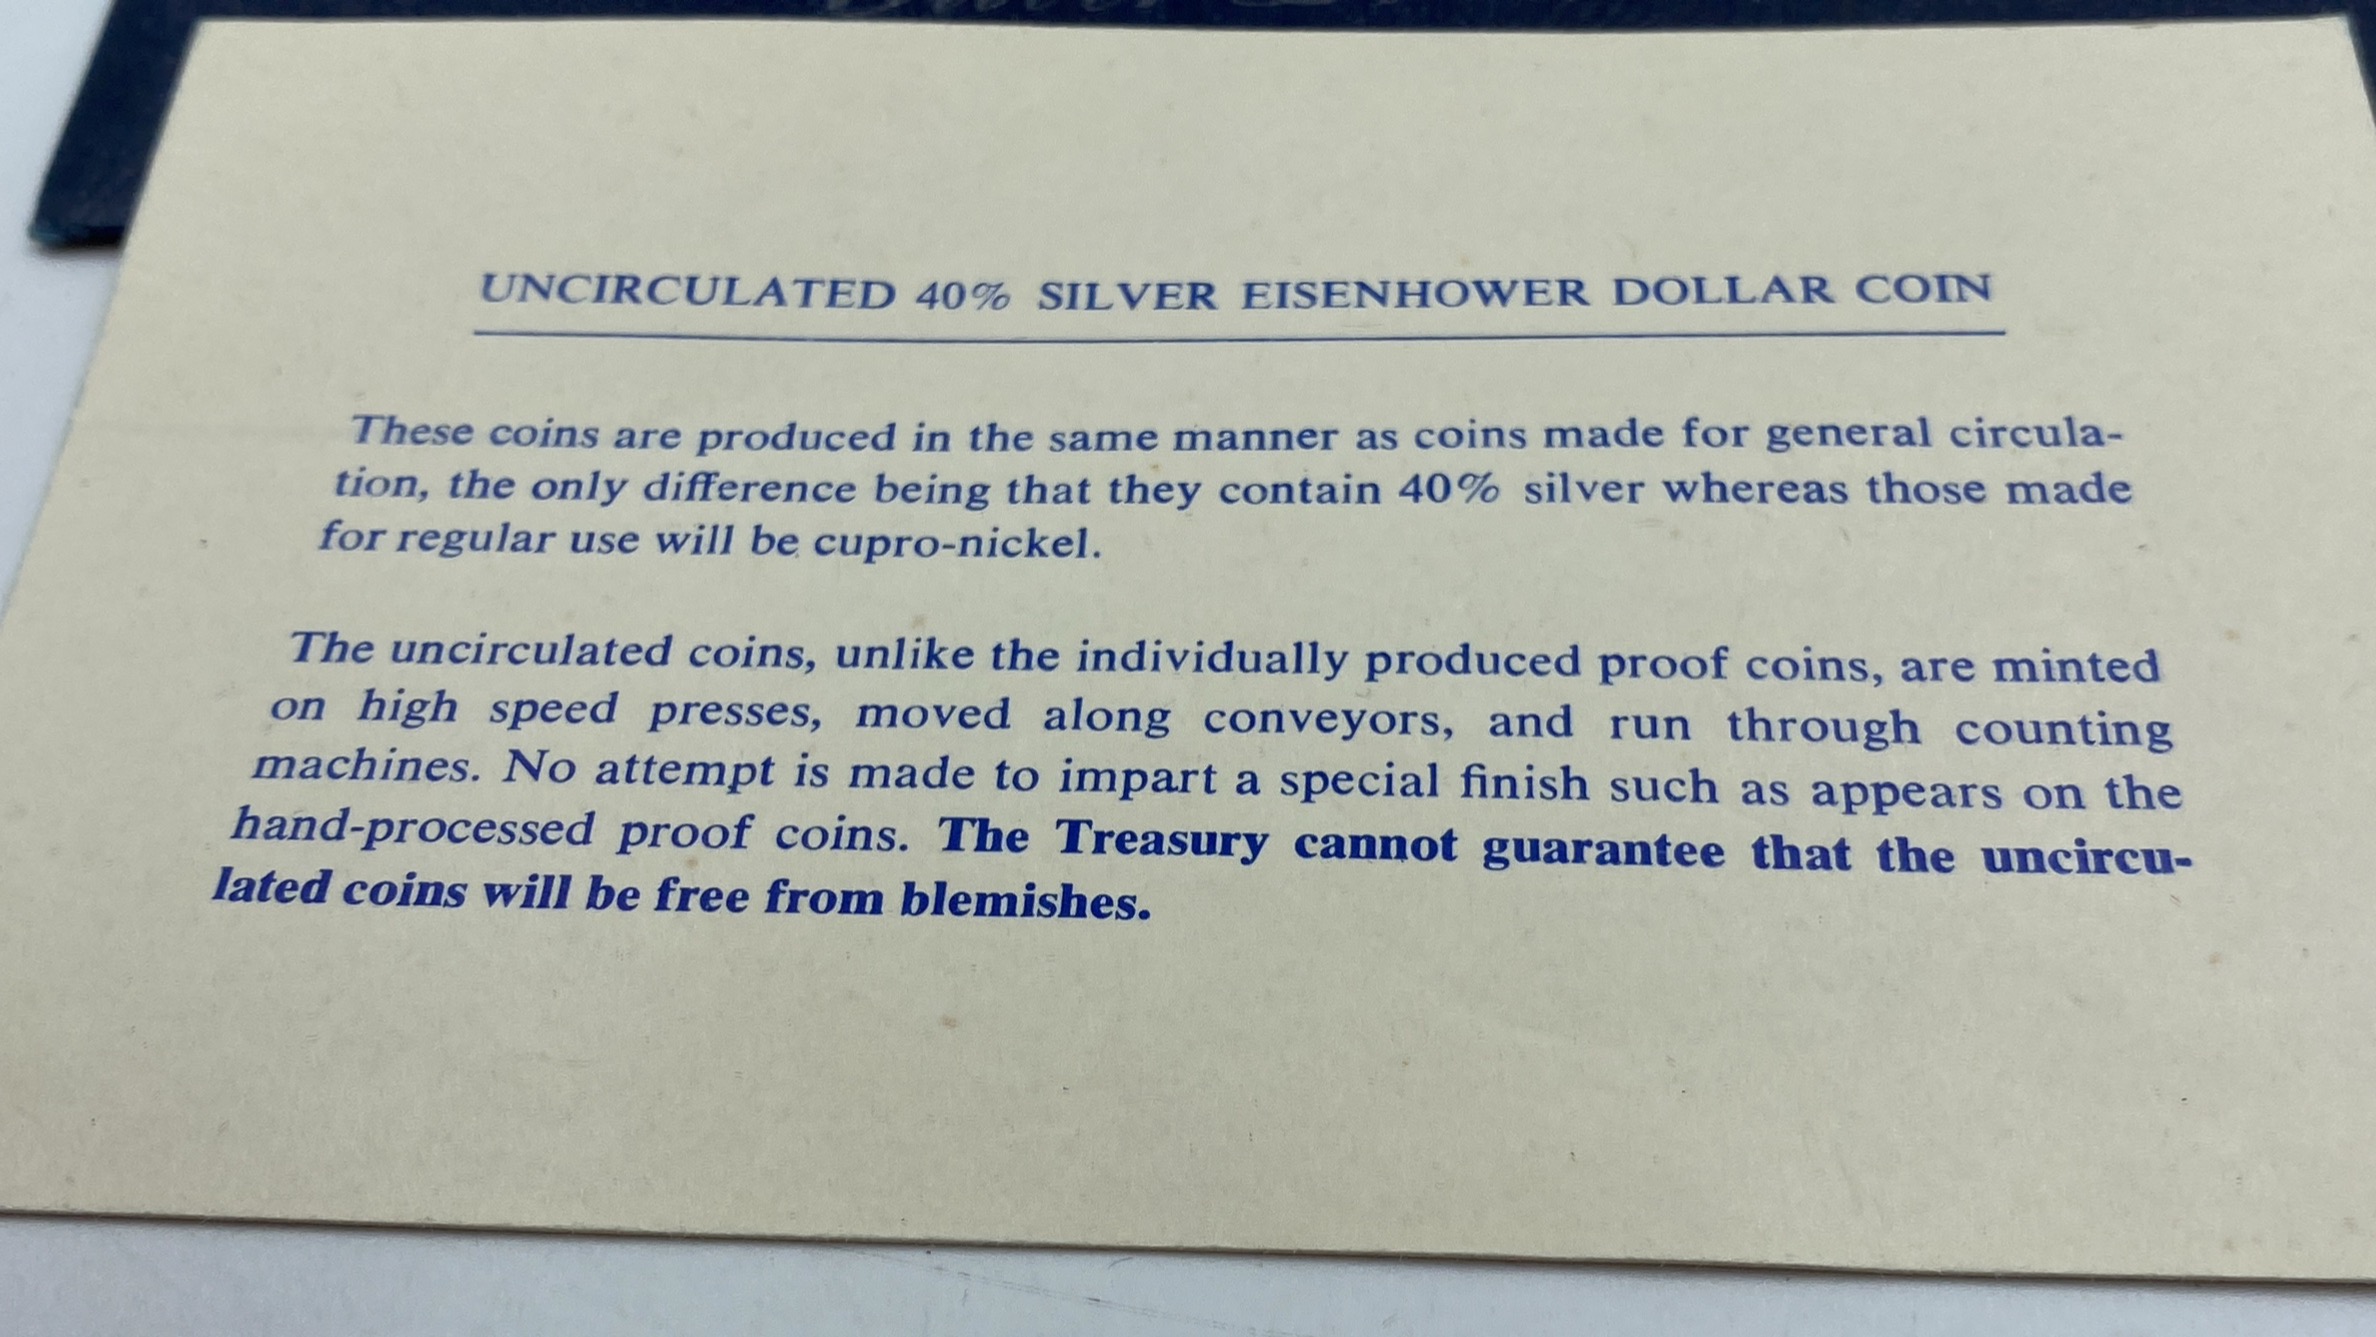 UNCIRCULATED 40% SILVER EISENHOWER DOLLAR COIN
These coins are produced in the same manner as coins made for general circula-
tion, the only difference being that they contain 40% silver whereas those made
for regular use will be cupro-nickel.
The uncirculated coins, unlike the individually produced proof coins, are minted
on high speed presses, moved along conveyors, and run through counting
machines. No attempt is made to impart a special finish such as appears on the
hand-processed proof coins. The Treasury cannot guarantee that the uncircu-
lated coins will be free from blemishes.